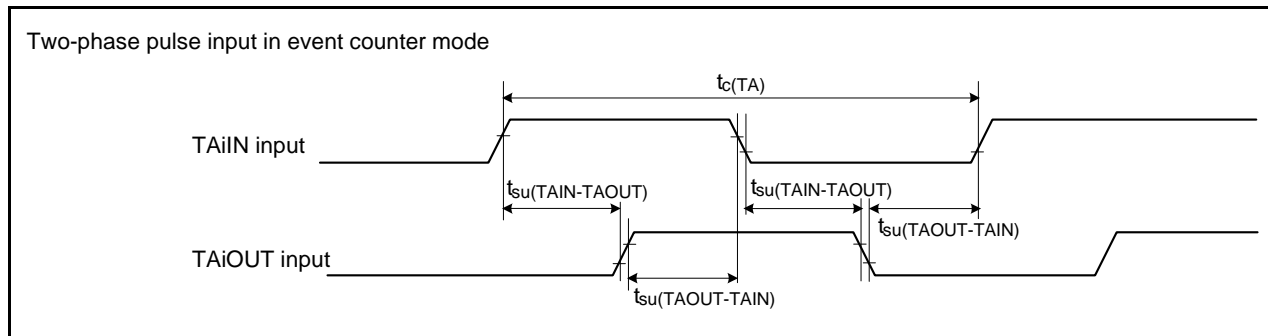 Two-phase pulse input in event counter mode
tc(TA)
TAiIN input
tsu(TAIN-TAOUT)
tsu(TAIN-TAOUT)
tsu(TAOUT-TAIN)
TAiOUT input
tsu(TAOUT-TAIN)